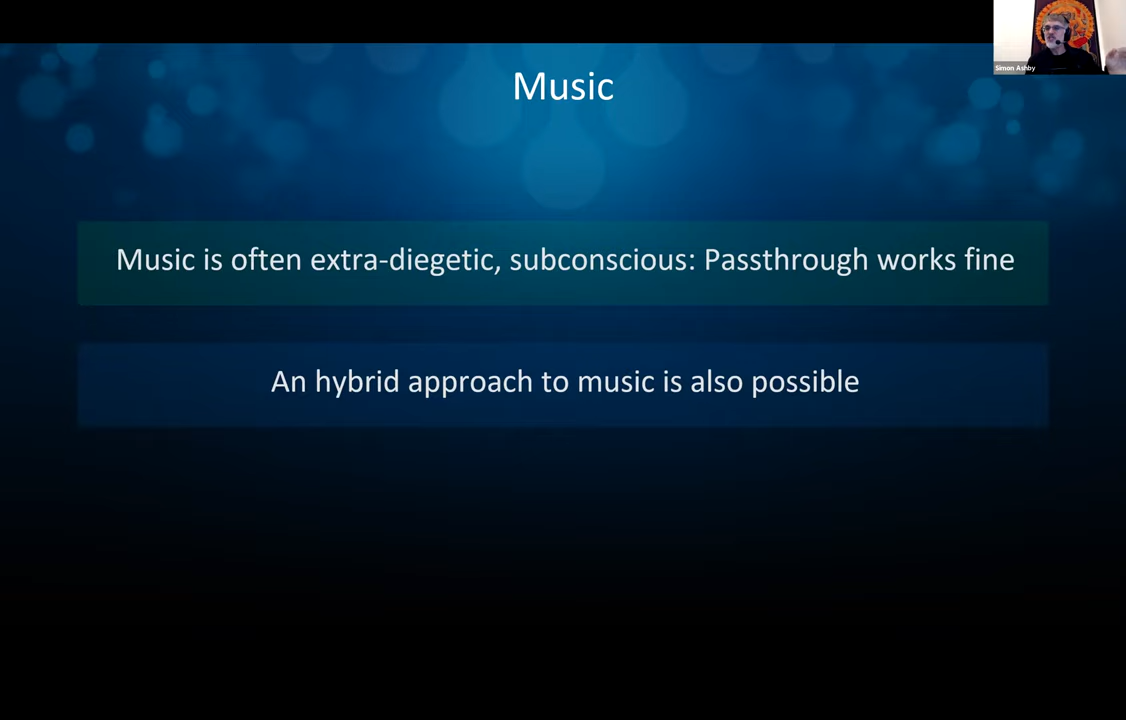 Music
Simon Ashby
Music is often extra-diegetic, subconscious: Passthrough works fine
An hybrid approach to music is also possible